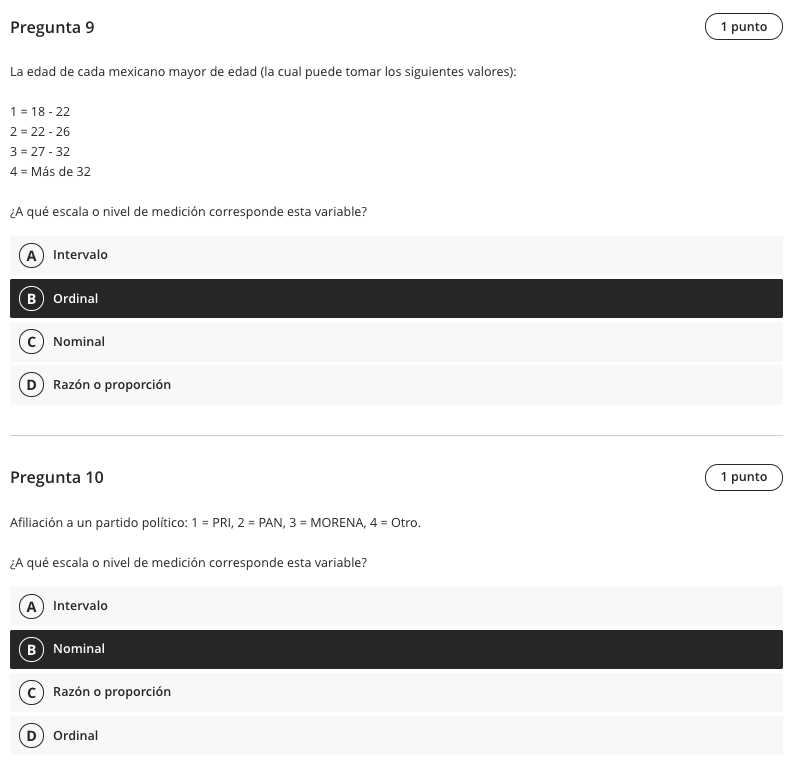 Pregunta 9
1 punto
La edad de cada mexicano mayor de edad (la cual puede tomar los siguientes valores):
1 = 18 - 22
2 = 22 - 26
3 = 27 - 32
4 = Más de 32
¿A qué escala o nivel de medición corresponde esta variable?
A Intervalo
B Ordinal
C Nominal
D Razón o proporción
Pregunta 10
1 punto
Afiliación a un partido político: 1 = PRI, 2 = PAN, 3 = MORENA, 4 = Otro.
¿A qué escala o nivel de medición corresponde esta variable?
A Intervalo
B Nominal
C Razón o proporción
D Ordinal